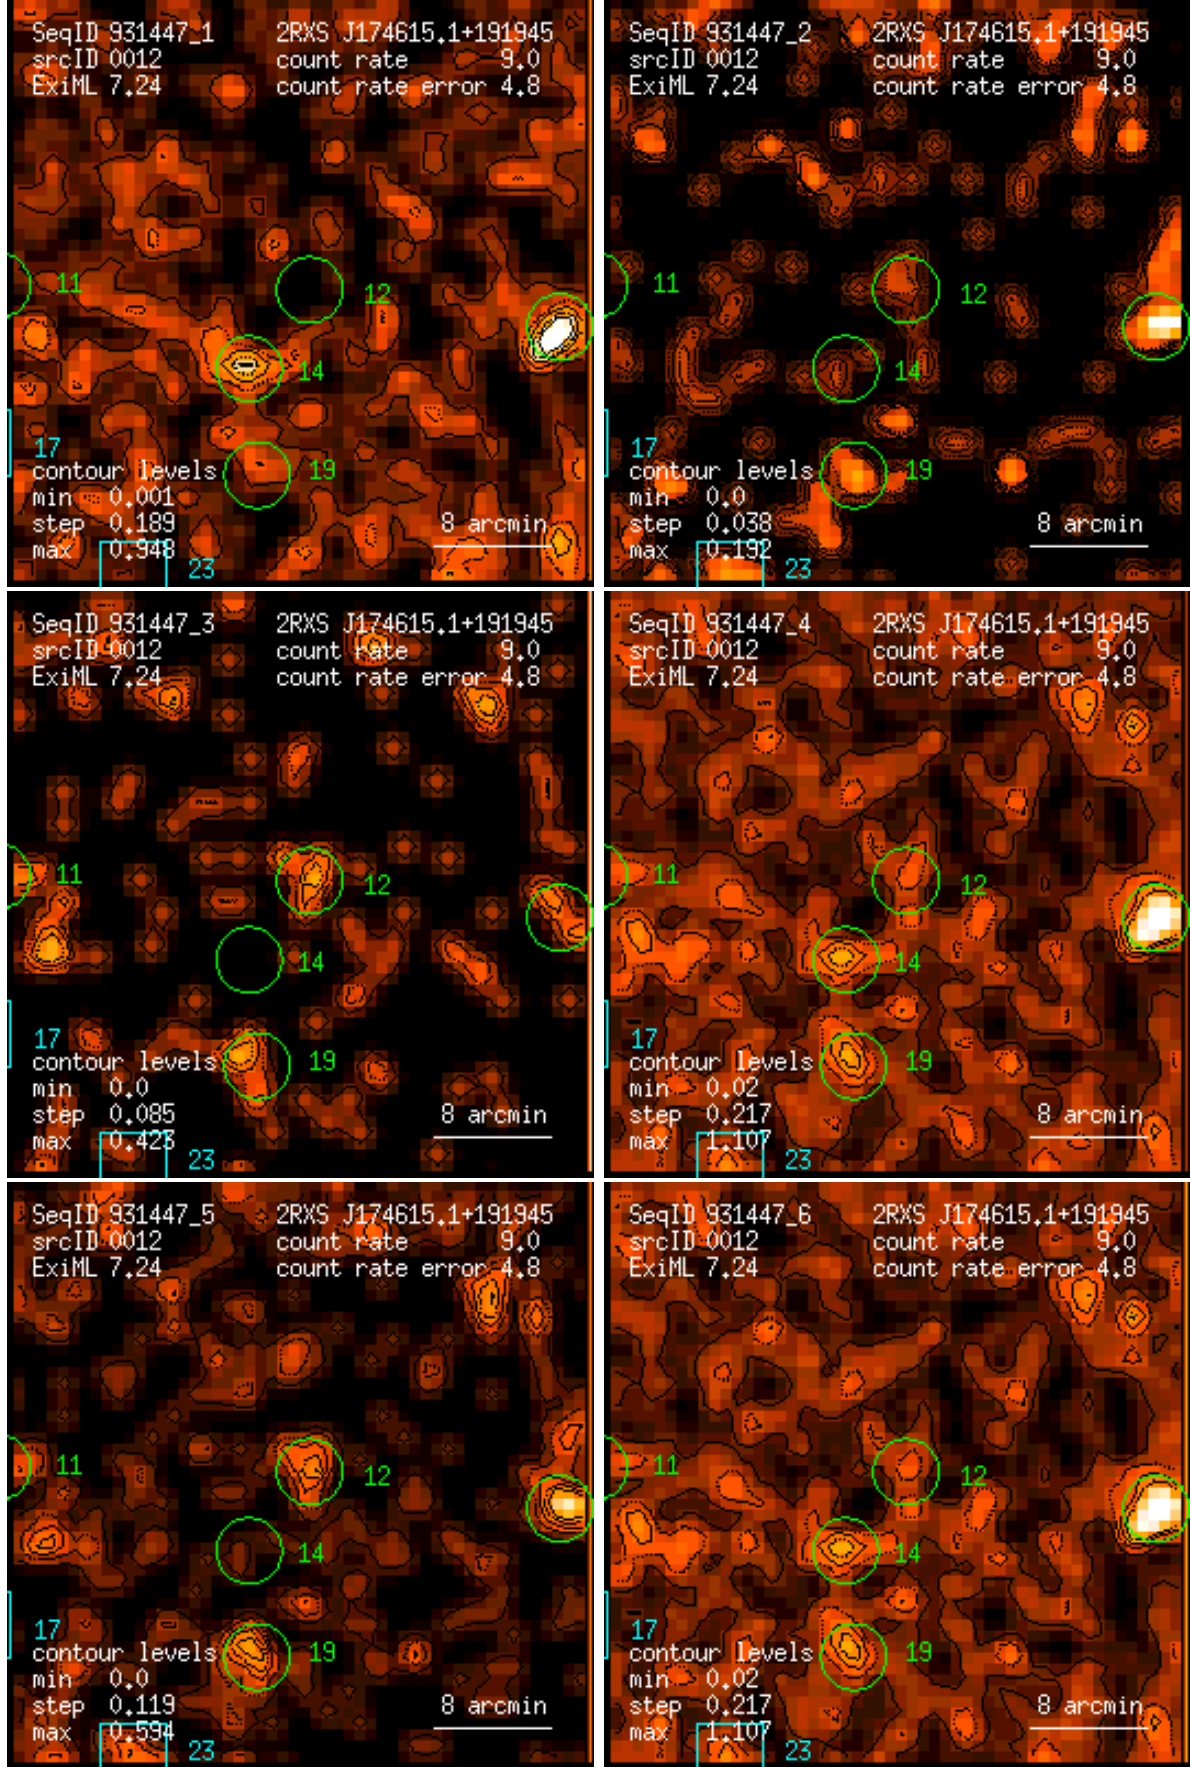 SeqID 931447_1 2RXS J174615.1+191945
srcID 0012 count rate 9.0
ExiML 7.24 count rate error 4.8
11
12
14
17
19
contour levels
min 0.001
step 0.189
max 0.948
8 arcmin
23
SeqID 931447_2 2RXS J174615.1+191945
srcID 0012 count rate 9.0
ExiML 7.24 count rate error 4.8
11
12
14
17
19
contour levels
min 0.0
step 0.038
max 0.192
8 arcmin
23
SeqID 931447_3 2RXS J174615.1+191945
srcID 0012 count rate 9.0
ExiML 7.24 count rate error 4.8
11
12
14
17
19
contour levels
min 0.0
step 0.085
max 0.423
8 arcmin
23
SeqID 931447_4 2RXS J174615.1+191945
srcID 0012 count rate 9.0
ExiML 7.24 count rate error 4.8
11
12
14
17
19
contour levels
min 0.02
step 0.217
max 1.107
8 arcmin
23
SeqID 931447_5 2RXS J174615.1+191945
srcID 0012 count rate 9.0
ExiML 7.24 count rate error 4.8
11
12
14
17
19
contour levels
min 0.0
step 0.119
max 0.594
8 arcmin
23
SeqID 931447_6 2RXS J174615.1+191945
srcID 0012 count rate 9.0
ExiML 7.24 count rate error 4.8
11
12
14
17
19
contour levels
min 0.02
step 0.217
max 1.107
8 arcmin
23